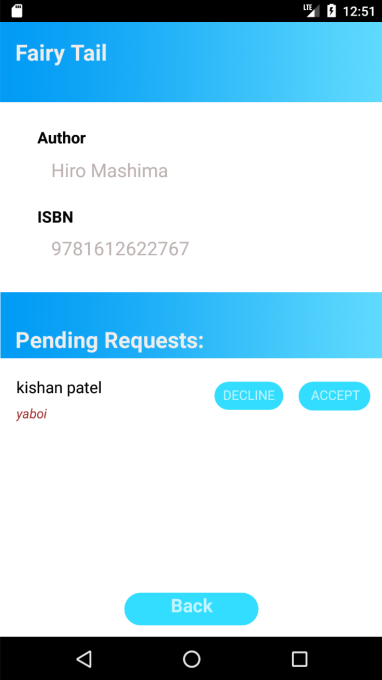 LTE 12:51
Fairy Tail
Author
Hiro Mashima
ISBN
9781612622767
Pending Requests:
kishan patel
DECLINE ACCEPT
yaboi
Back